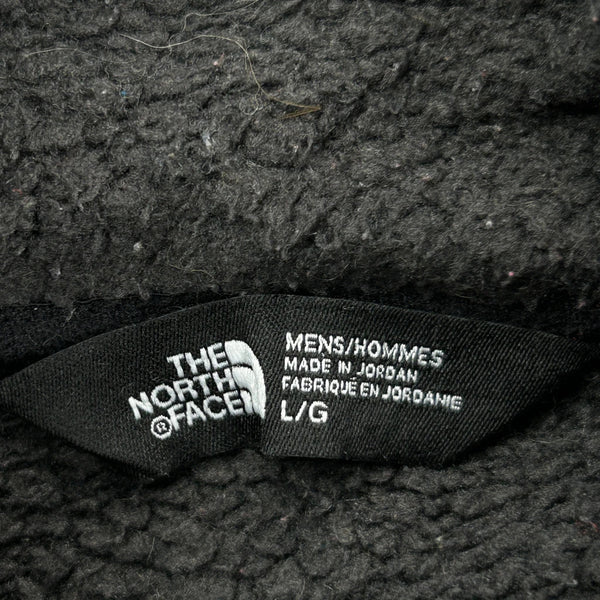 THE
NORTH
®FACE
MENS/HOMMES
MADE IN JORDAN
FABRIQUÉ EN JORDANIE
L/G